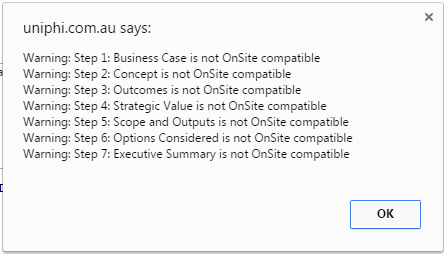 uniphi.com.au says:
Warning: Step 1: Business Case is not OnSite compatible
Warning: Step 2: Concept is not OnSite compatible
Warning: Step 3: Outcomes is not OnSite compatible
Warning: Step 4: Strategic Value is not OnSite compatible
Warning: Step 5: Scope and Outputs is not OnSite compatible
Warning: Step 6: Options Considered is not OnSite compatible
Warning: Step 7: Executive Summary is not OnSite compatible
OK